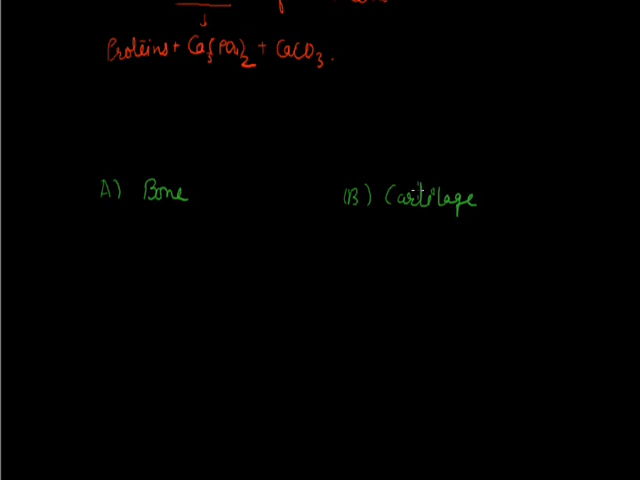 Proteins + Ca3(PO4)2 + CaCO3.
A) Bone
(B) Cartilage